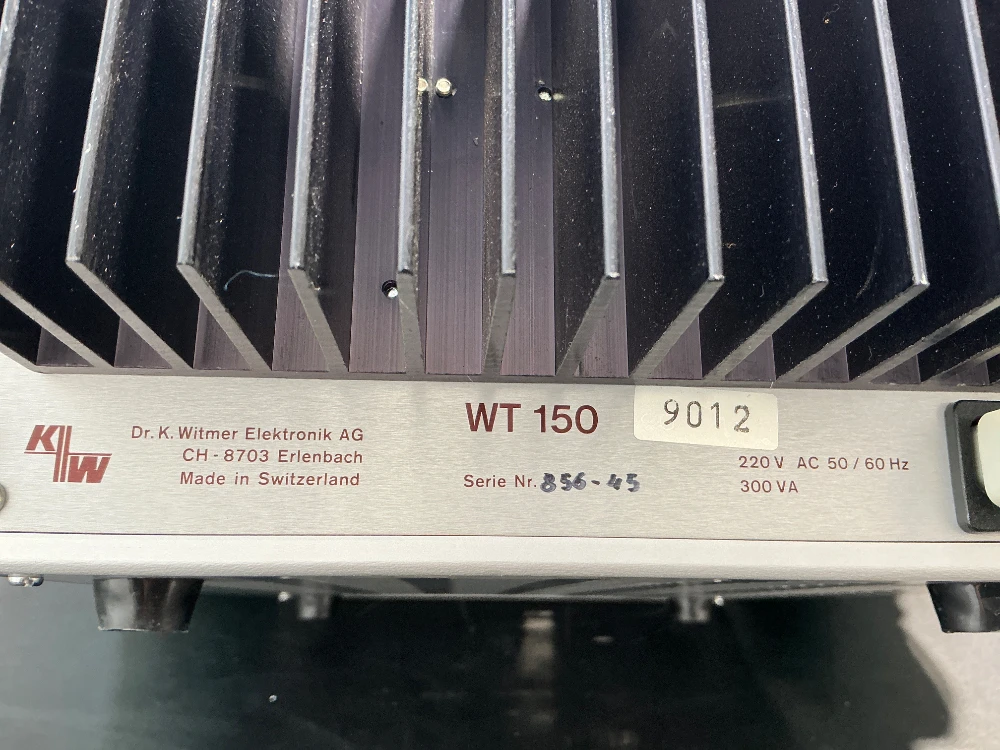 KW
Dr. K. Witmer Elektronik AG
CH - 8703 Erlenbach
Made in Switzerland
WT 150
9012
Serie Nr. 856-45
220 V AC 50 / 60 Hz
300 VA